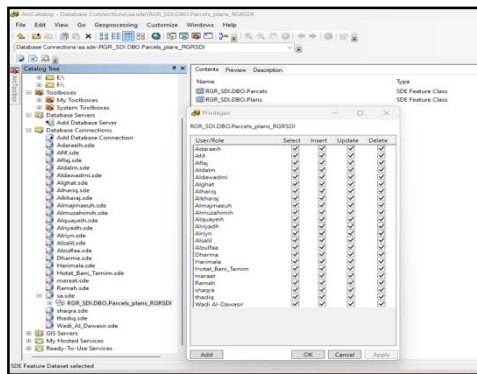 ArcCatalog - Database Connections\sa.sde\RGR_SDI.DBO.Parcels_plans_RGRSDI
File Edit View Go Geoprocessing Customize Windows Help
Database Connections\sa.sde\RGR_SDI.DBO.Parcels_plans_RGRSDI
Catalog Tree
E:\
F:\
Toolboxes
My Toolboxes
System Toolboxes
Database Servers
Add Database Server
Database Connections
Add Database Connection
Adaraeih.sde
Afif.sde
Aflaj.sde
Aldalm.sde
Aldawadmi.sde
Alghat.sde
Alhariq.sde
Alkharaj.sde
Almajmaeuh.sde
Almuzahimih.sde
Alquayeih.sde
Alriyadh.sde
Alriyn.sde
Alsalil.sde
Alzulfaa.sde
Dharma.sde
Harimala.sde
Hotat_Bani_Tamim.sde
maraat.sde
Ramah.sde
sa.sde
RGR_SDI.DBO.Parcels_plans_RGRSDI
shaqra.sde
thadiq.sde
Wadi_Al_Dawasir.sde
GIS Servers
My Hosted Services
Ready-To-Use Services
Contents Preview Description
Name Type
RGR_SDI.DBO.Parcels SDE Feature Class
RGR_SDI.DBO.Plans SDE Feature Class
Privileges
RGR_SDI.DBO.Parcels_plans_RGRSDI
User/Role Select Insert Update Delete
Adaraeih
Afif
Aflaj
Aldalm
Aldawadmi
Alghat
Alhariq
Alkharaj
Almajmaeuh
Almuzahimih
Alquayeih
Alriyadh
Alriyn
Alsalil
Alzulfaa
Dharma
Harimala
Hotat_Bani_Tamim
maraat
Ramah
shaqra
thadiq
Wadi Al-Dawasir
Add OK Cancel Apply
SDE Feature Dataset selected